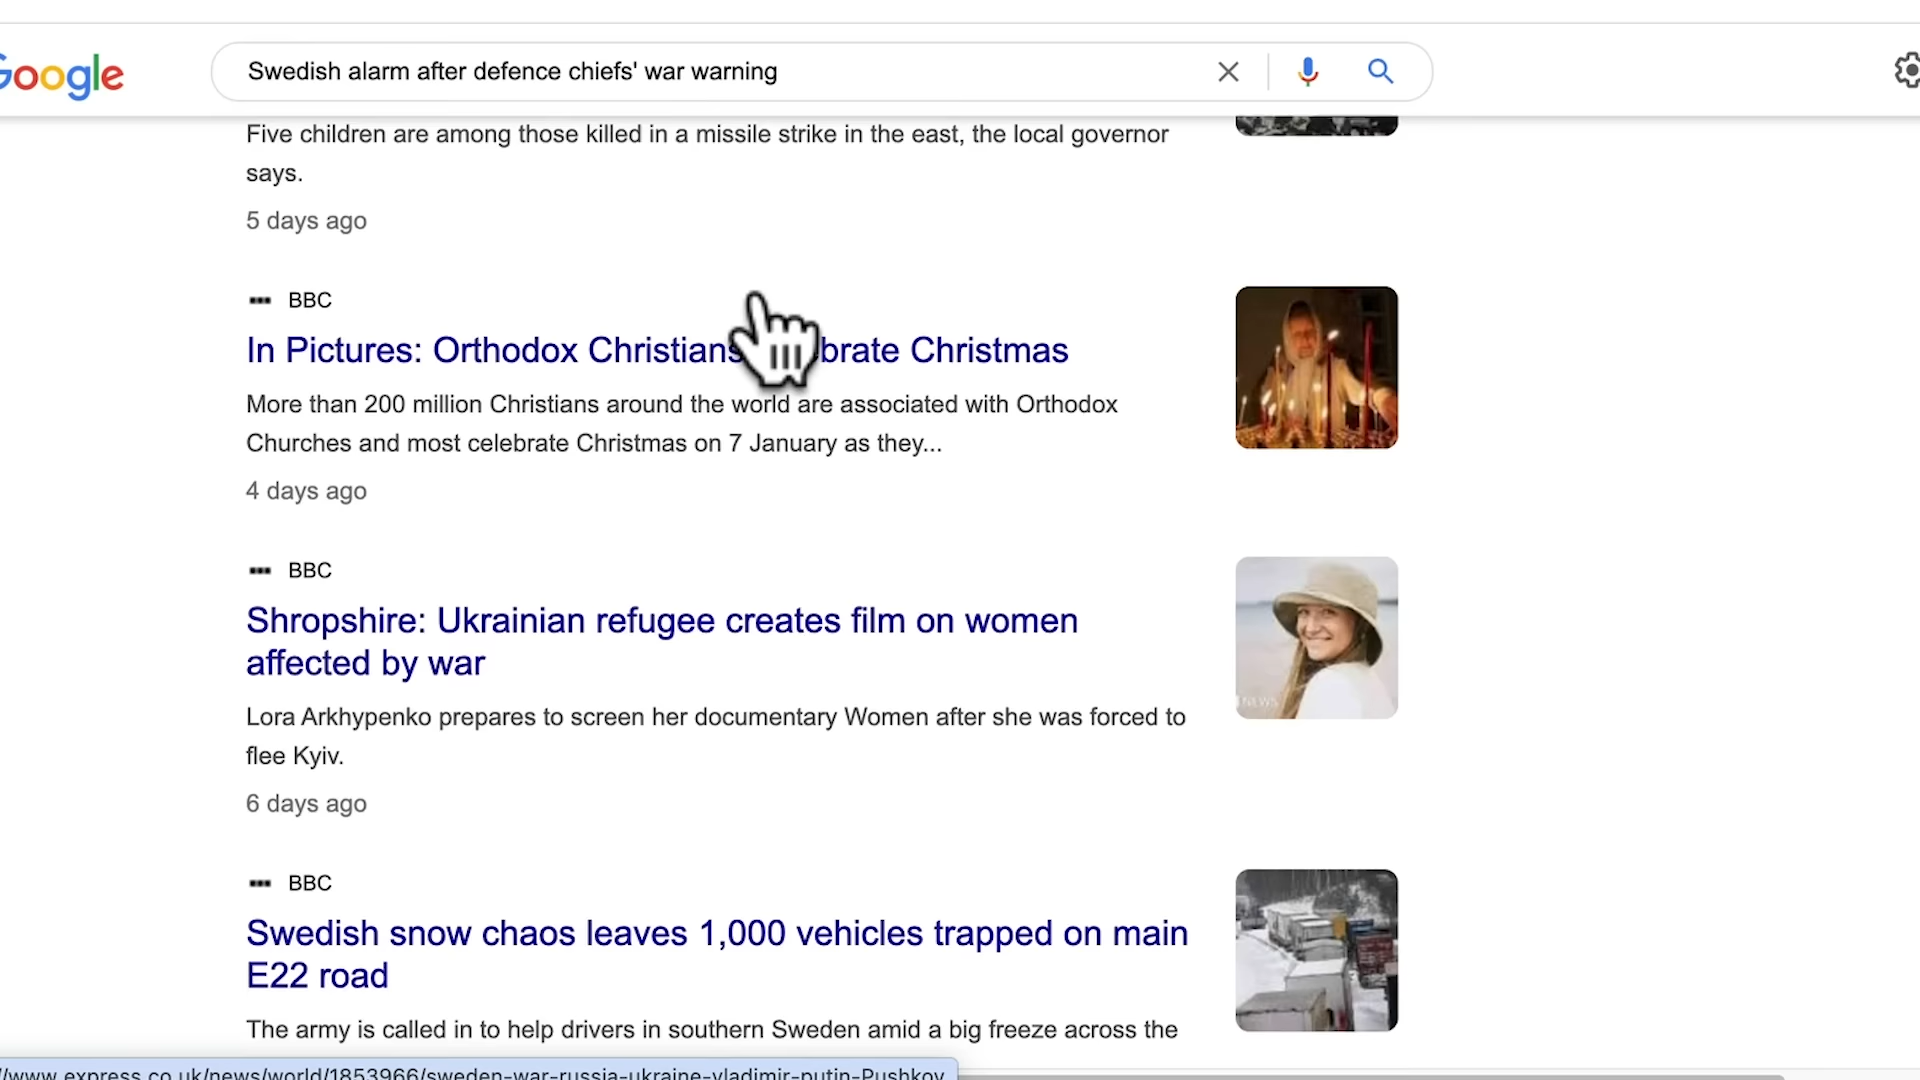 Google
Swedish alarm after defence chiefs' war warning
Five children are among those killed in a missile strike in the east, the local governor
says.
5 days ago
BBC
In Pictures: Orthodox Christians brate Christmas
More than 200 million Christians around the world are associated with Orthodox
Churches and most celebrate Christmas on 7 January as they...
4 days ago
BBC
Shropshire: Ukrainian refugee creates film on women
affected by war
NEWS
Lora Arkhypenko prepares to screen her documentary Women after she was forced to
flee Kyiv.
6 days ago
BBC
Swedish snow chaos leaves 1,000 vehicles trapped on main
E22 road
The army is called in to help drivers in southern Sweden amid a big freeze across the
//www.express.co.uk/news/world/1853966/sweden-war-russia-ukraine-vladimir-putin-Pushkov